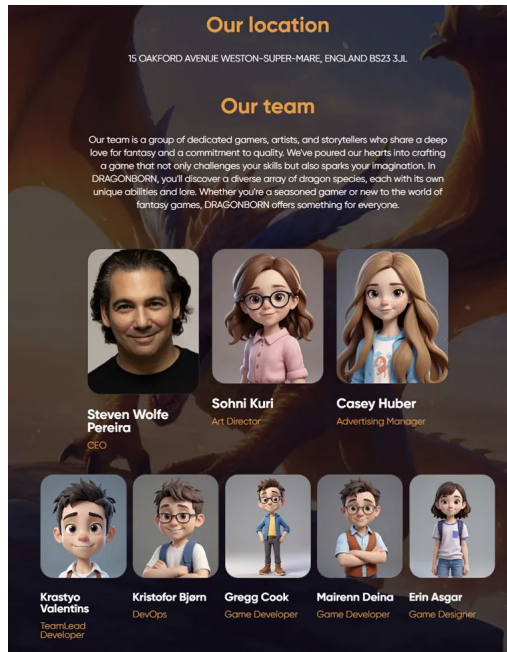 Our location
15 OAKFORD AVENUE WESTON-SUPER-MARE, ENGLAND BS23 3JL
Our team
Our team is a group of dedicated gamers, artists, and storytellers who share a deep
love for fantasy and a commitment to quality. We've poured our hearts into crafting
a game that not only challenges your skills but also sparks your imagination. In
DRAGONBORN, you'll discover a diverse array of dragon species, each with its own
unique abilities and lore. Whether you're a seasoned gamer or new to the world of
fantasy games, DRAGONBORN offers something for everyone.
Steven Wolfe
Pereira
CEO
Sohni Kuri
Art Director
Casey Huber
Advertising Manager
Krastyo
Valentins
TeamLead
Developer
Kristofor Bjørn
DevOps
Gregg Cook
Game Developer
Mairenn Deina
Game Developer
Erin Asgar
Game Designer